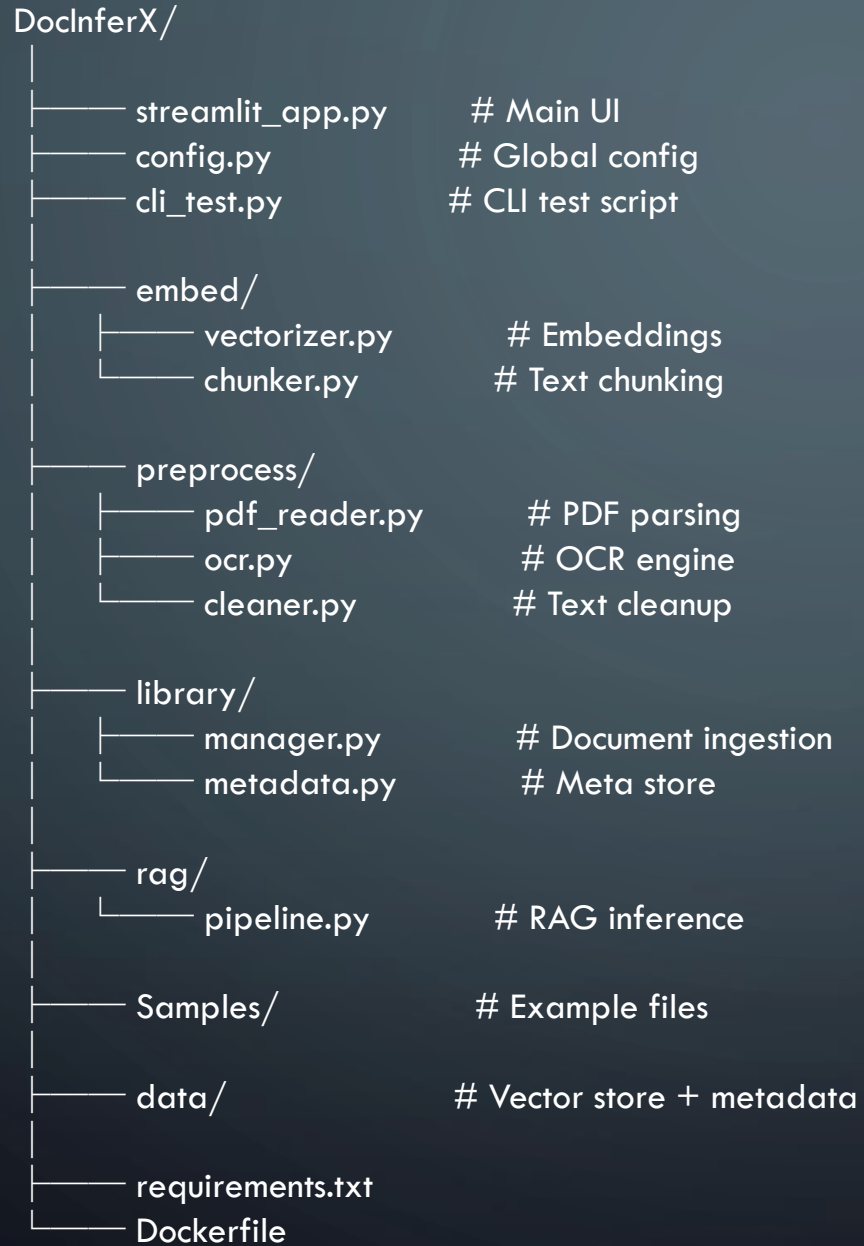 DocInferX/
│
├── streamlit_app.py # Main UI
├── config.py # Global config
├── cli_test.py # CLI test script
│
├── embed/
│ ├── vectorizer.py # Embeddings
│ └── chunker.py # Text chunking
│
├── preprocess/
│ ├── pdf_reader.py # PDF parsing
│ ├── ocr.py # OCR engine
│ └── cleaner.py # Text cleanup
│
├── library/
│ ├── manager.py # Document ingestion
│ └── metadata.py # Meta store
│
├── rag/
│ └── pipeline.py # RAG inference
│
├── Samples/ # Example files
│
├── data/ # Vector store + metadata
│
├── requirements.txt
└── Dockerfile